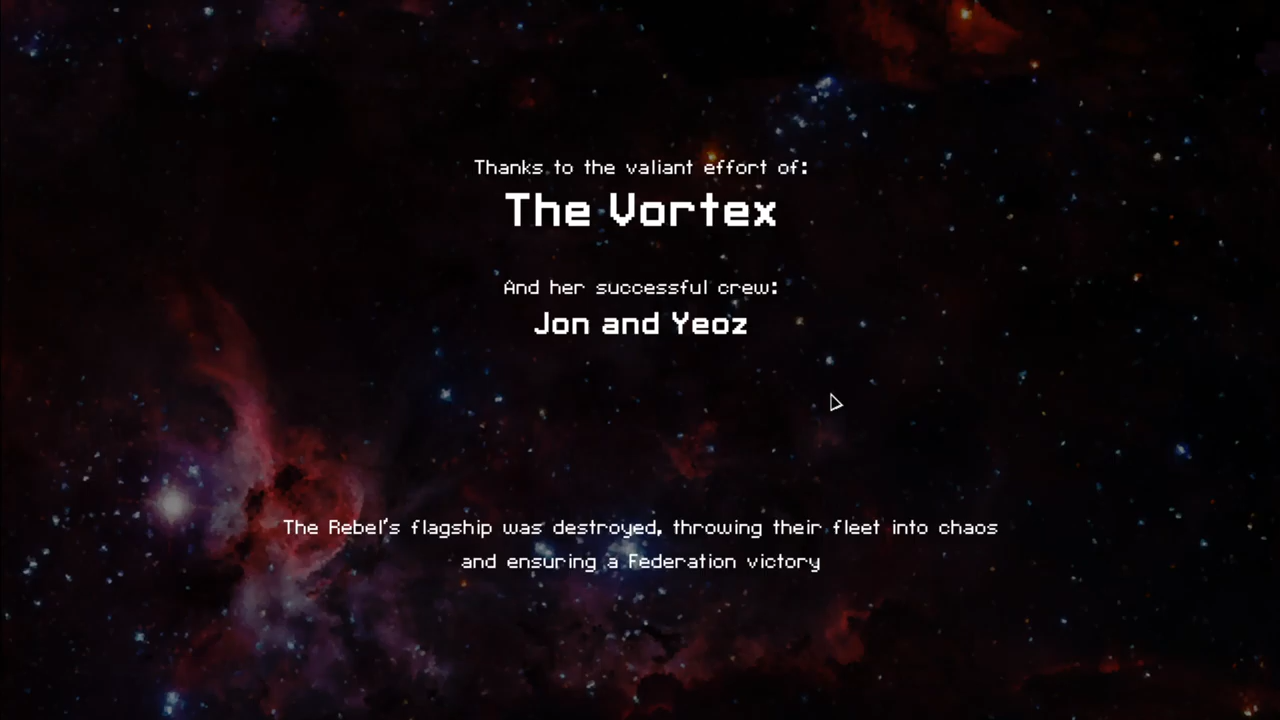 Thanks to the valiant effort of:
The Vortex
And her successful crew:
Jon and Yeoz
The Rebel's flagship was destroyed, throwing their fleet into chaos
and ensuring a Federation victory